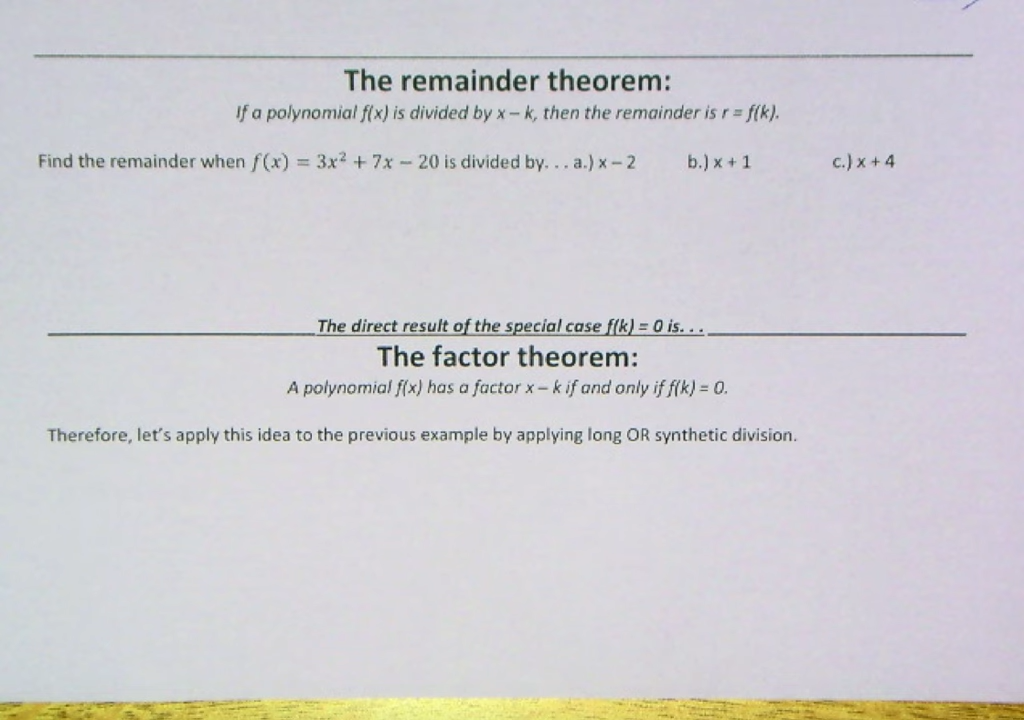 The remainder theorem:
If a polynomial f(x) is divided by x – k, then the remainder is r = f(k).
Find the remainder when f(x) = 3x² + 7x − 20 is divided by. . . a.) x – 2 b.) x + 1 c.) x + 4
The direct result of the special case f(k) = 0 is. . .
The factor theorem:
A polynomial f(x) has a factor x – k if and only if f(k) = 0.
Therefore, let's apply this idea to the previous example by applying long OR synthetic division.